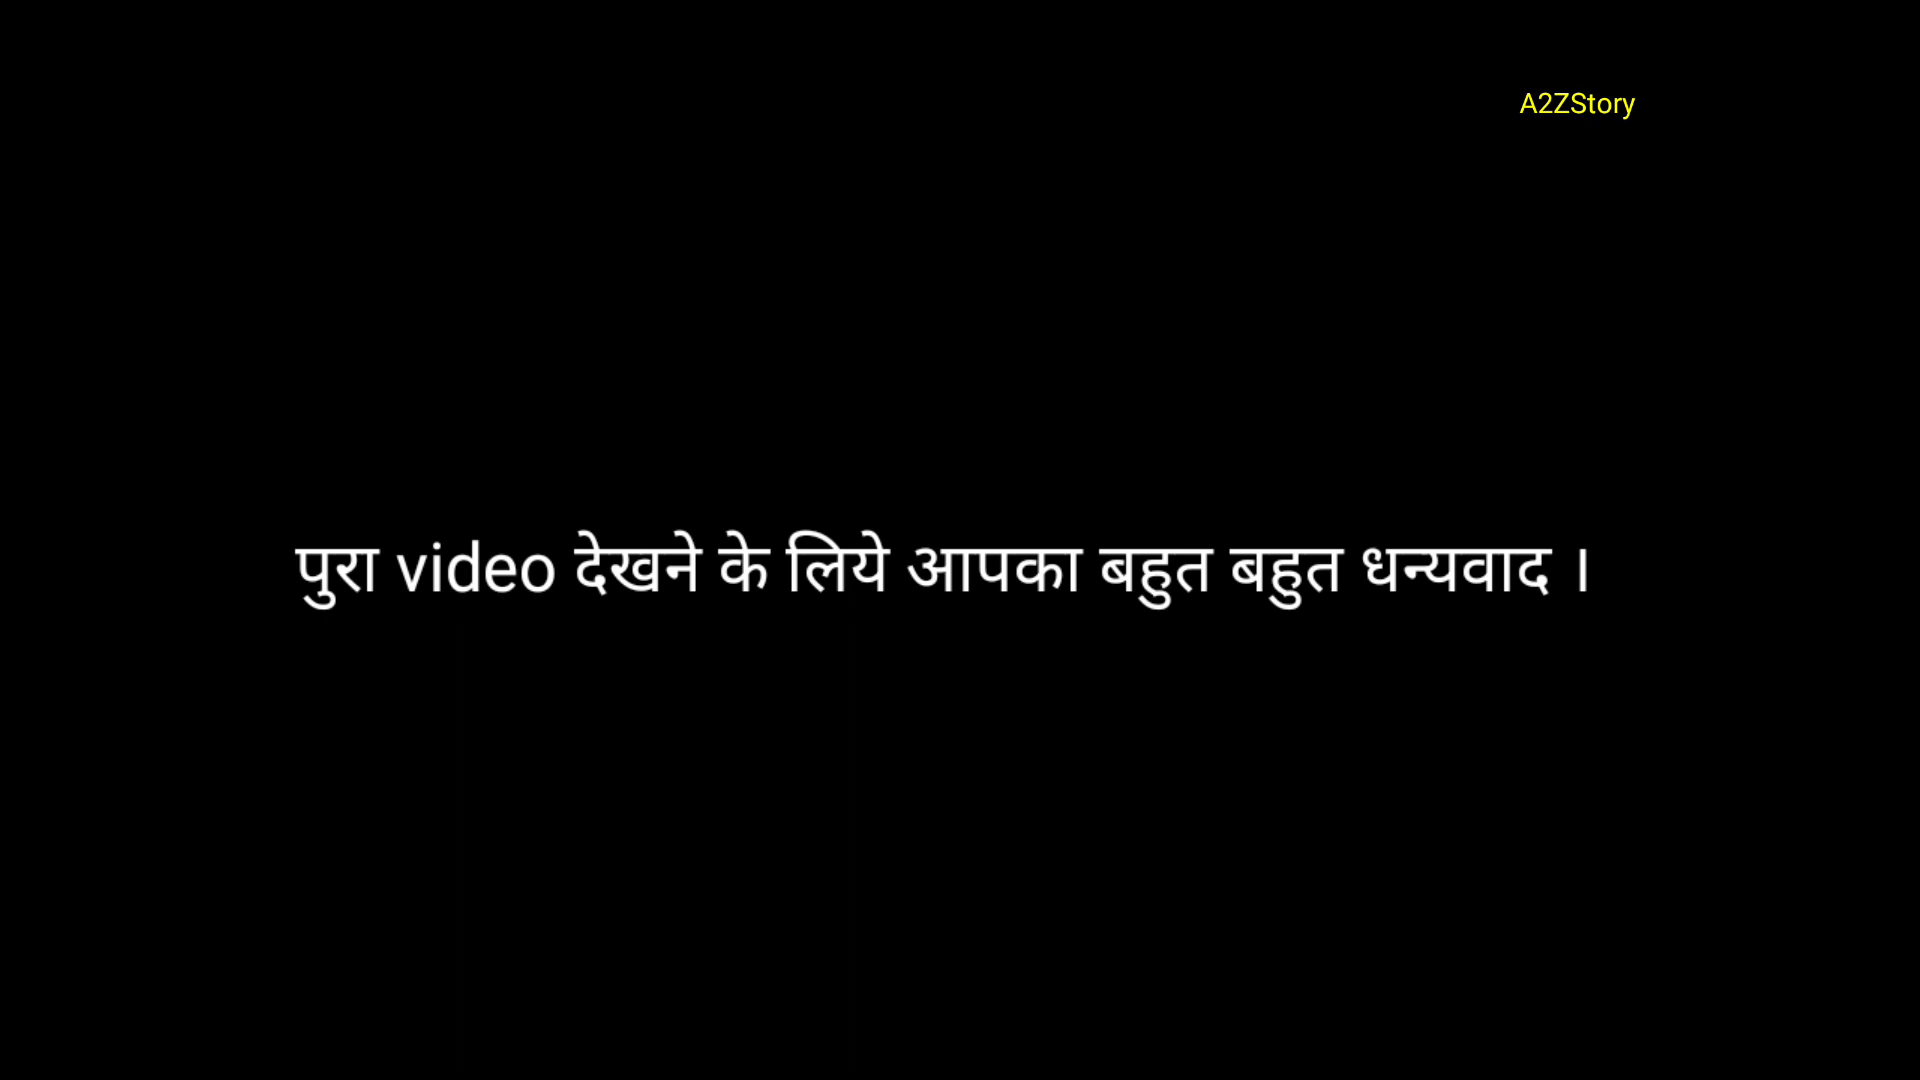 A2ZStory
पुरा video देखने के लिये आपका बहुत बहुत धन्यवाद ।